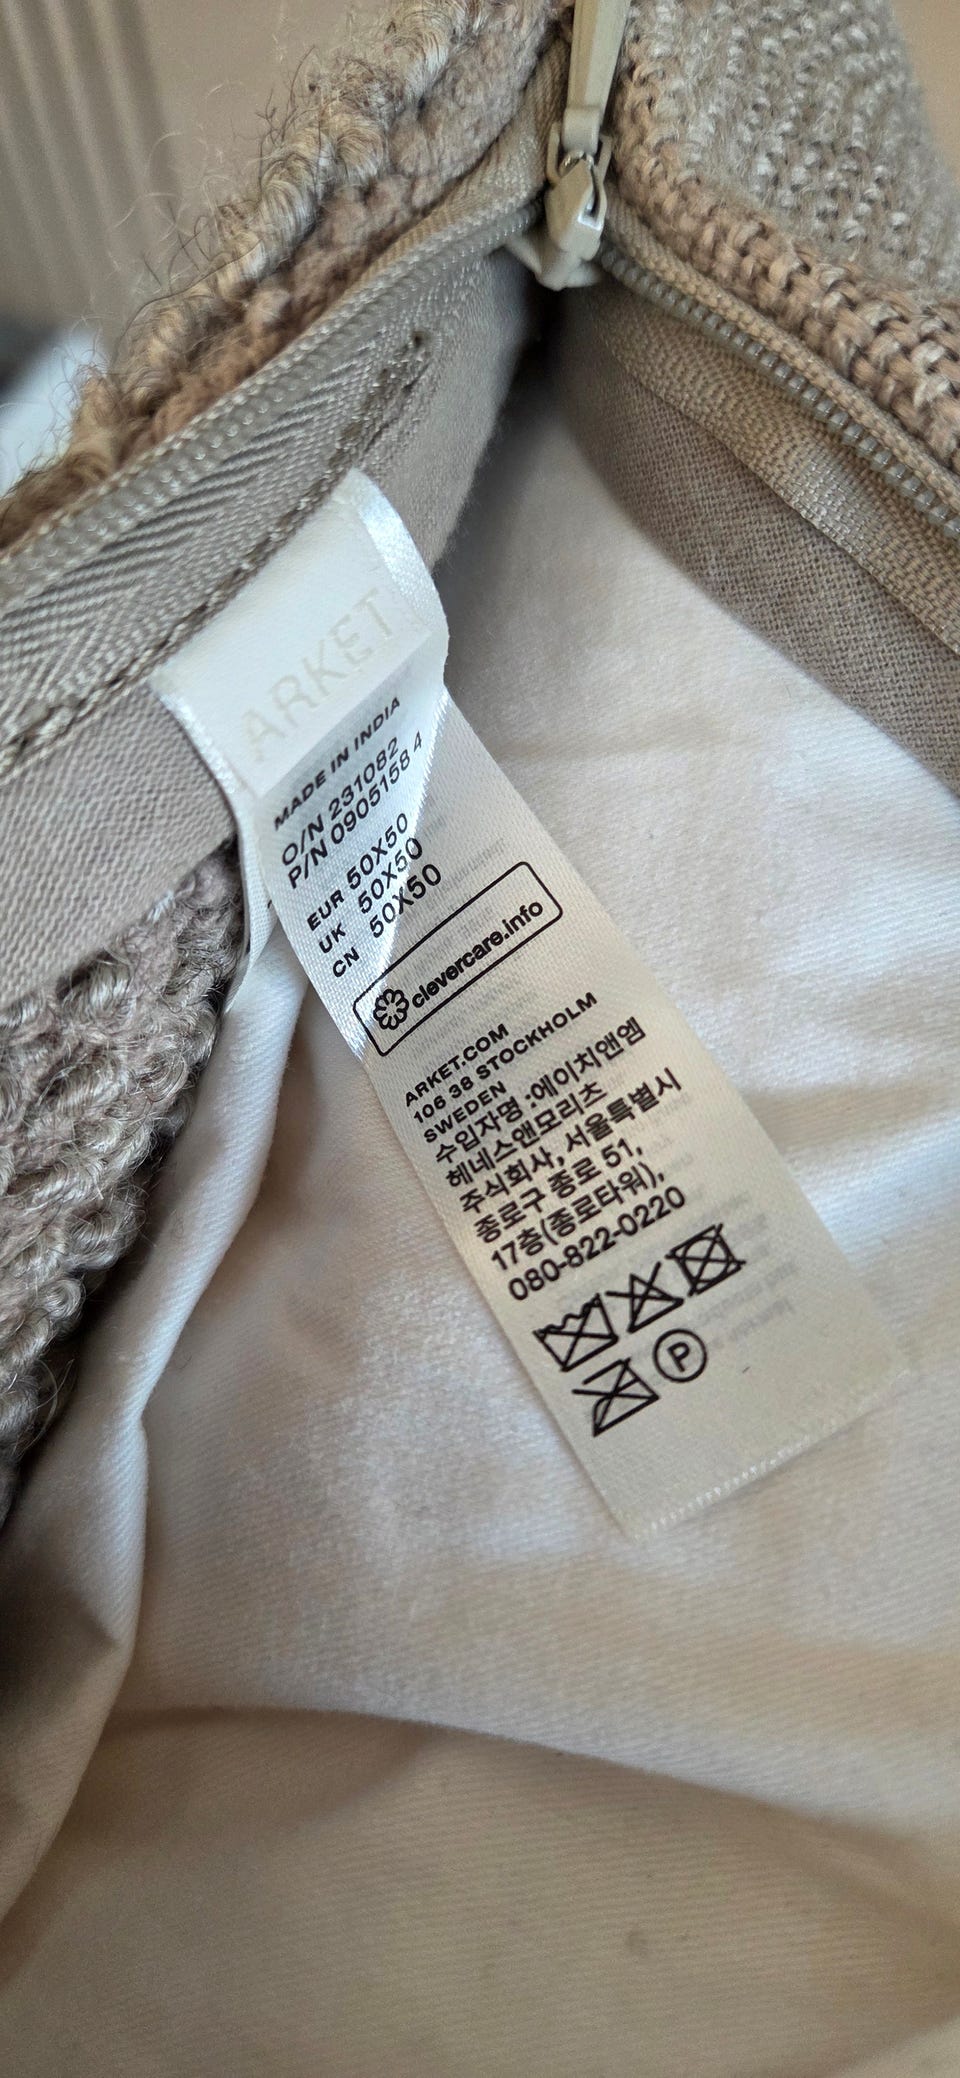 ARKET
MADE IN INDIA
O/N 231082
P/N 0905158 4
EUR 50X50
UK 50X50
CN 50X50
clevercare.info
ARKET.COM
106 38 STOCKHOLM
SWEDEN
수입자명 :에이치앤엠
헤네스앤모리츠
주식회사, 서울특별시
종로구 종로 51,
17층(종로타워),
080-822-0220
P